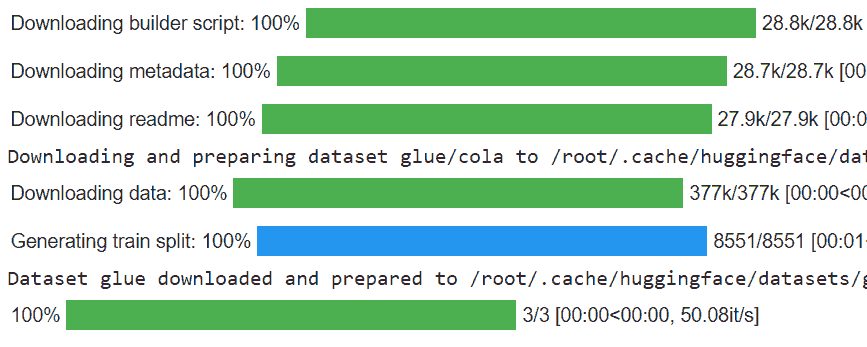 Downloading builder script: 100% 28.8k/28.8k
Downloading metadata: 100% 28.7k/28.7k [00
Downloading readme: 100% 27.9k/27.9k [00:0
Downloading and preparing dataset glue/cola to /root/.cache/huggingface/dat
Downloading data: 100% 377k/377k [00:00<00
Generating train split: 100% 8551/8551 [00:01<
Dataset glue downloaded and prepared to /root/.cache/huggingface/datasets/g
100% 3/3 [00:00<00:00, 50.08it/s]